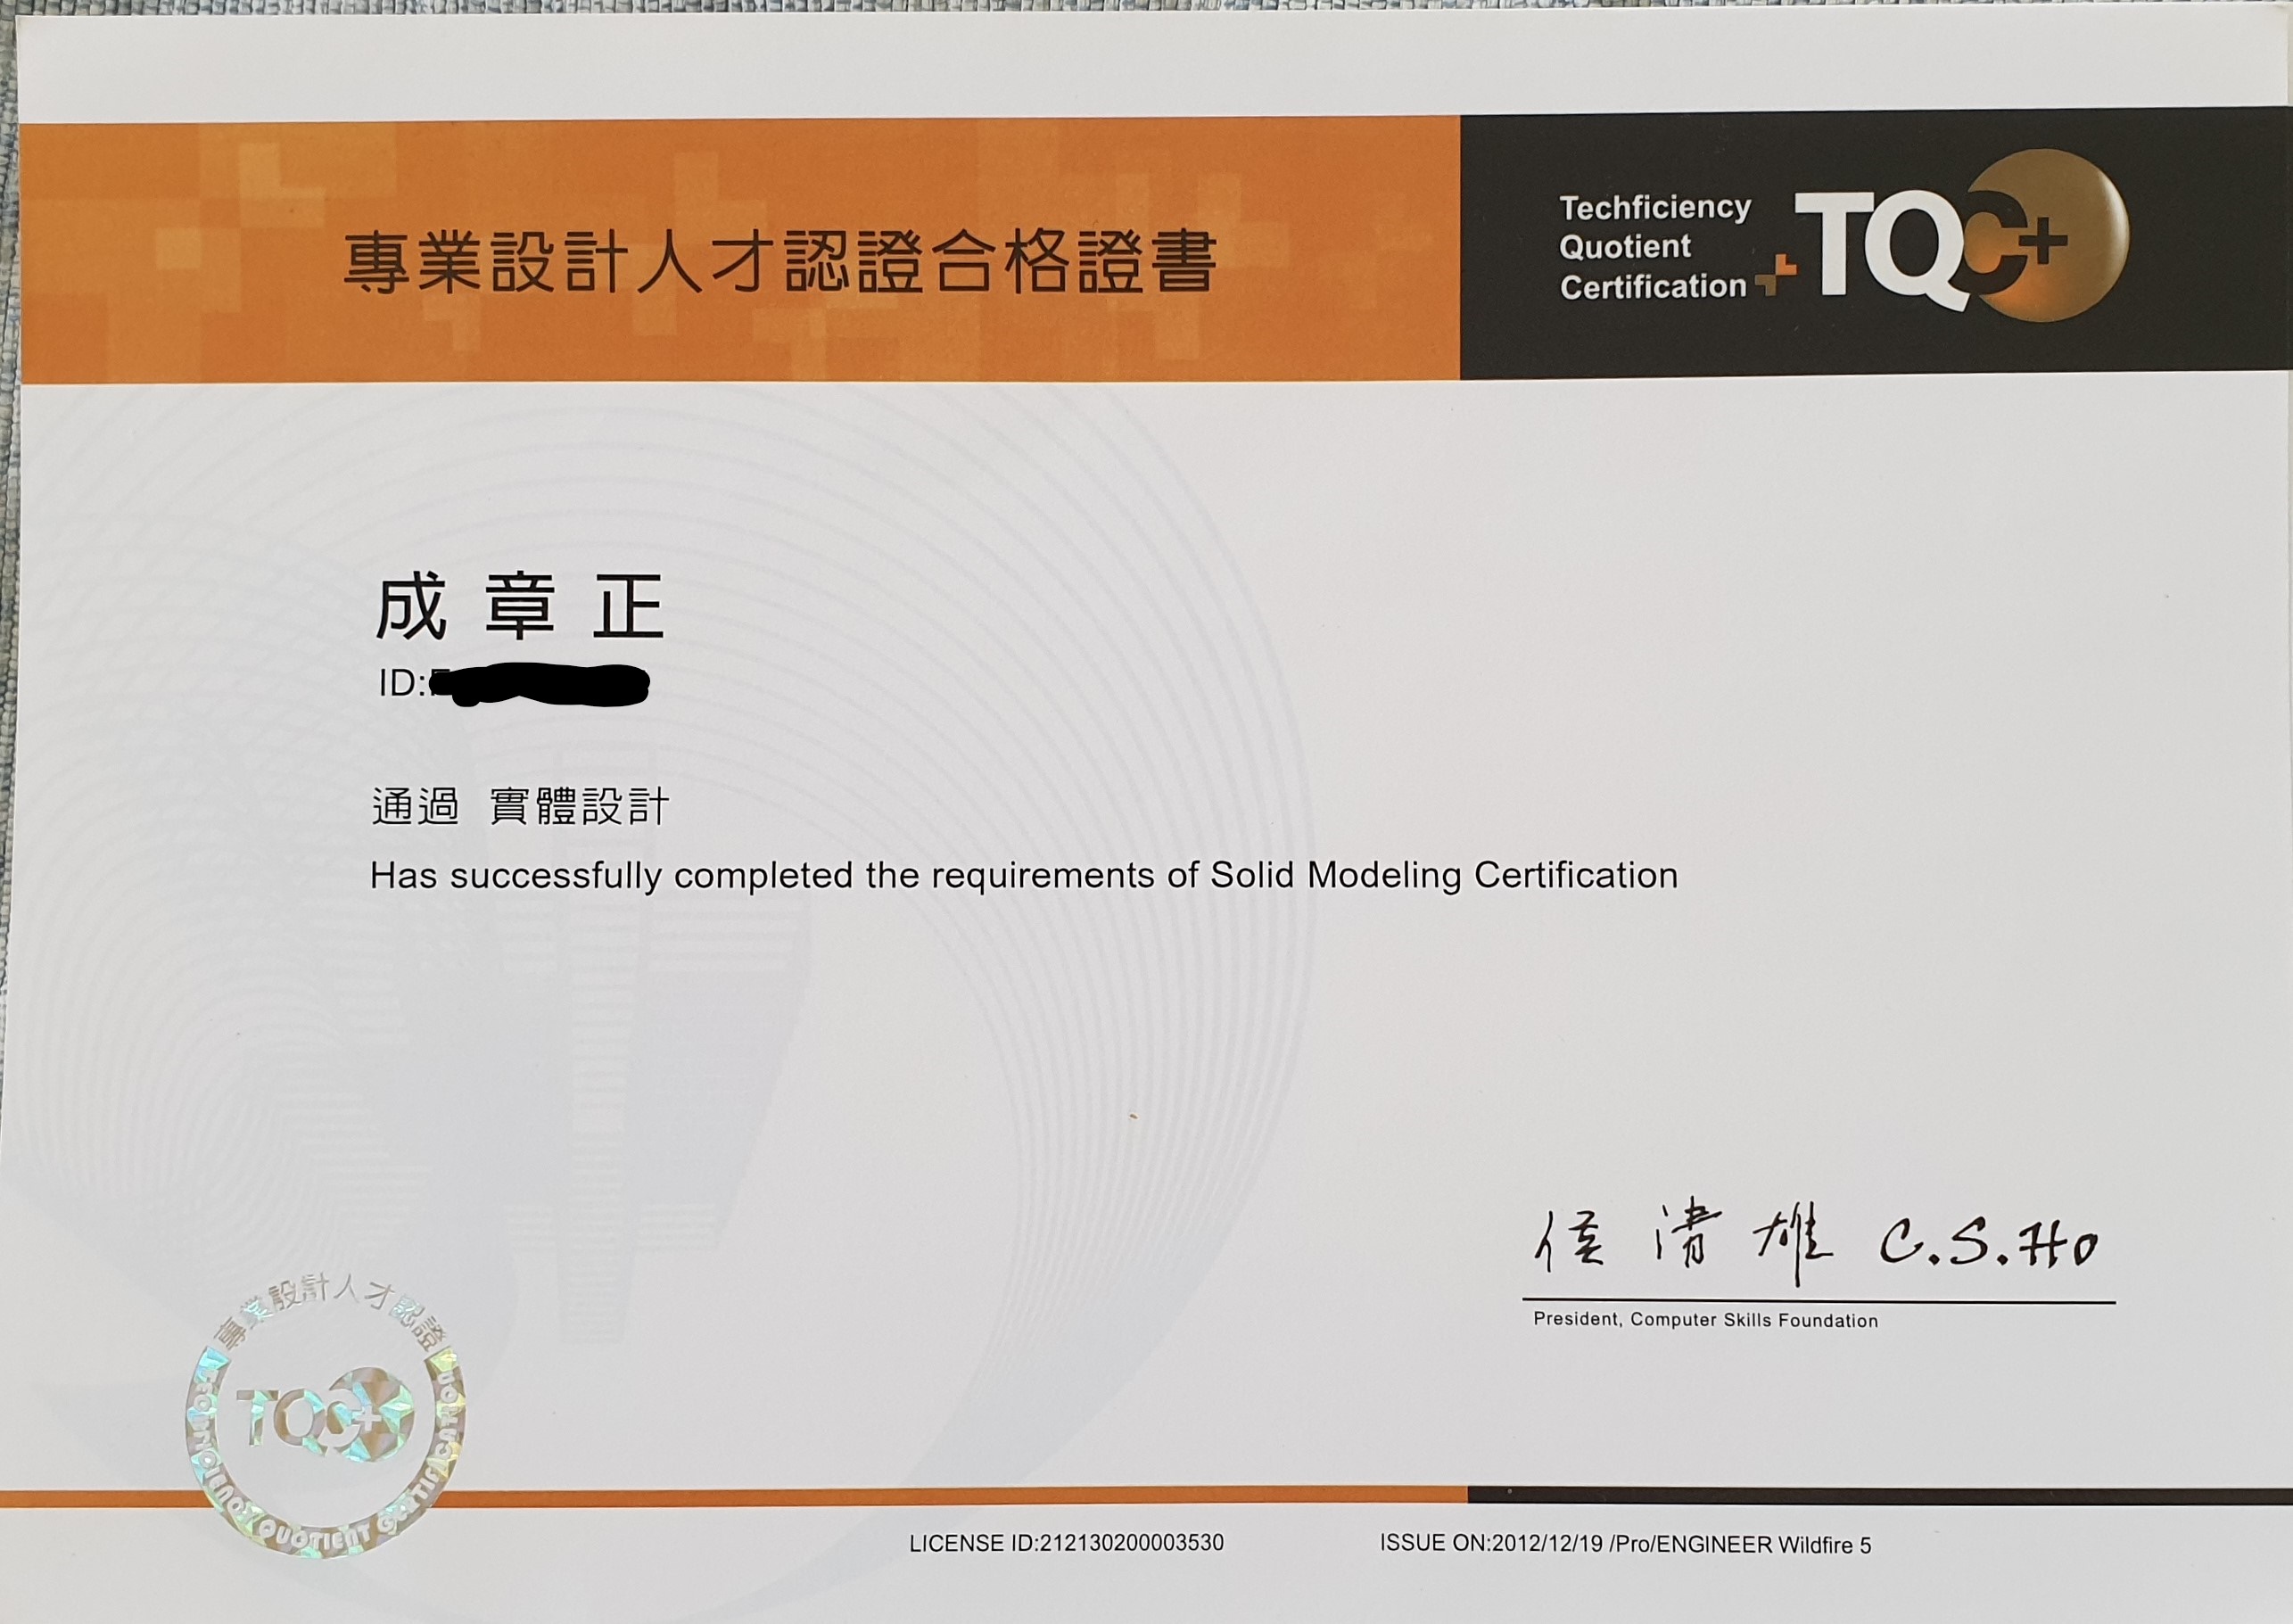 專業設計人才認證合格證書
Techficiency
Quotient
Certification
TQC+
成章正
ID:
通過 實體設計
Has successfully completed the requirements of Solid Modeling Certification
侯清雄 C.S.Ho
President, Computer Skills Foundation
專業設計人才認證
TQC+
TECHFICIENCY QUOTIENT CERTIFICATION
LICENSE ID:212130200003530
ISSUE ON:2012/12/19 /Pro/ENGINEER Wildfire 5